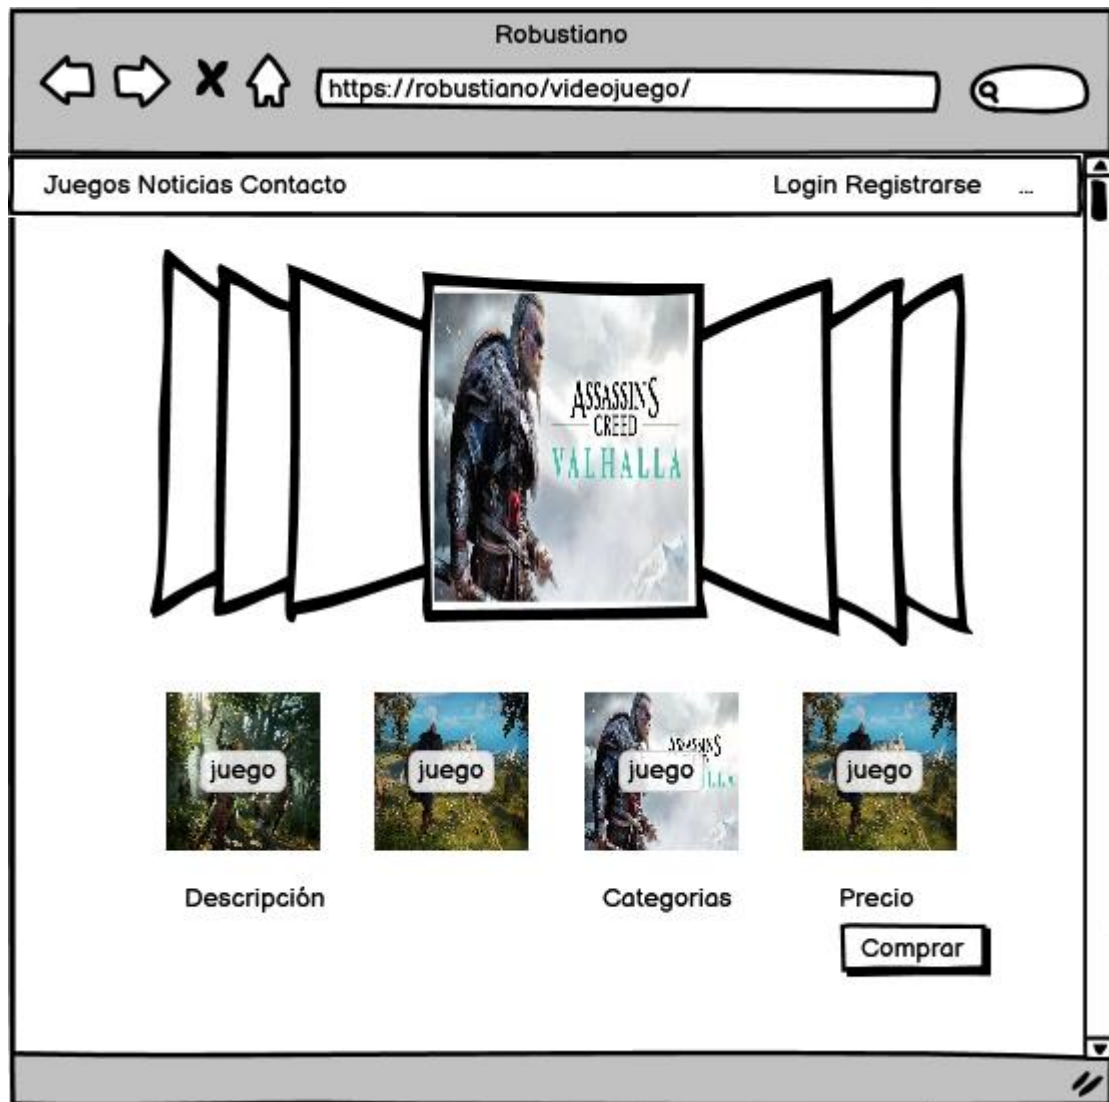 Robustiano
https://robustiano/videojuego/
Juegos Noticias Contacto
Login Registrarse ...
ASSASSIN'S
CREED
VALHALLA
juego
juego
juego
juego
Descripción
Categorias
Precio
Comprar